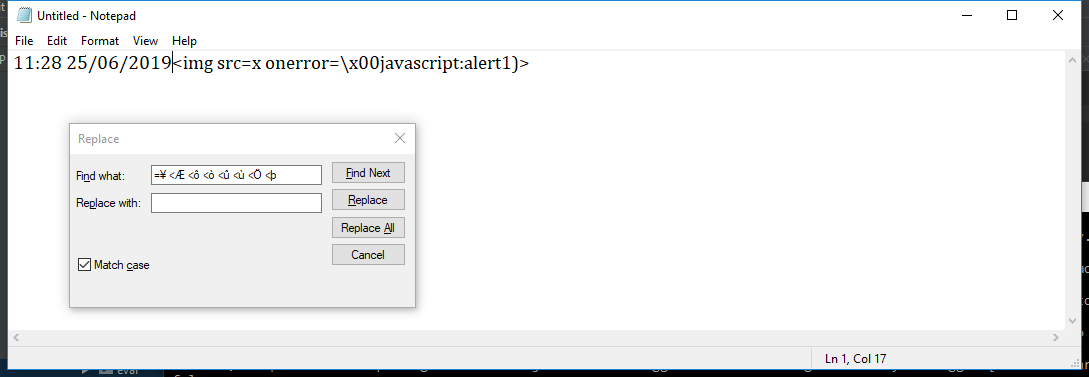 Untitled - Notepad
File Edit Format View Help
11:28 25/06/2019<img src=x onerror=\x00javascript:alert1)>
Replace
Find what: =¥ <Æ <ô <ò <û <ù <Ö <þ Find Next
Replace with: Replace
Replace All
Match case Cancel
Ln 1, Col 17
eval